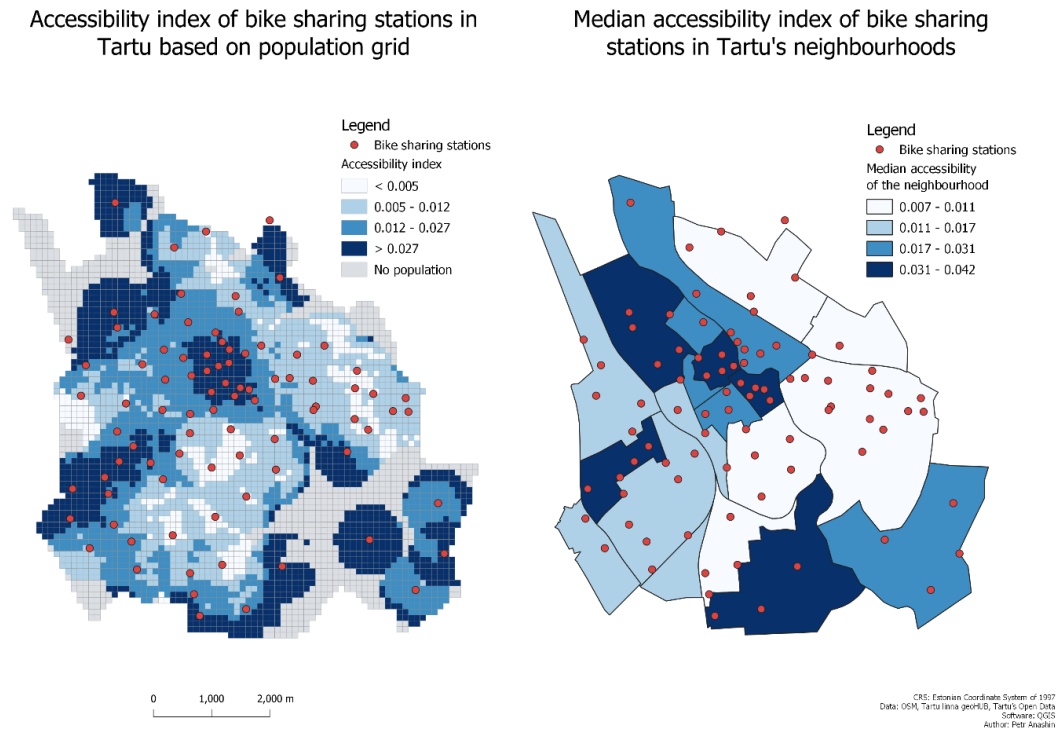 Accessibility index of bike sharing stations in
Tartu based on population grid
Legend
Bike sharing stations
Accessibility index
< 0.005
0.005 - 0.012
0.012 - 0.027
> 0.027
No population
0 1,000 2,000 m
Median accessibility index of bike sharing
stations in Tartu's neighbourhoods
Legend
Bike sharing stations
Median accessibility
of the neighbourhood
0.007 - 0.011
0.011 - 0.017
0.017 - 0.031
0.031 - 0.042
CRS: Estonian Coordinate System of 1997
Data: OSM, Tartu linna geoHUB, Tartu's Open Data
Software: QGIS
Author: Petr Anashin